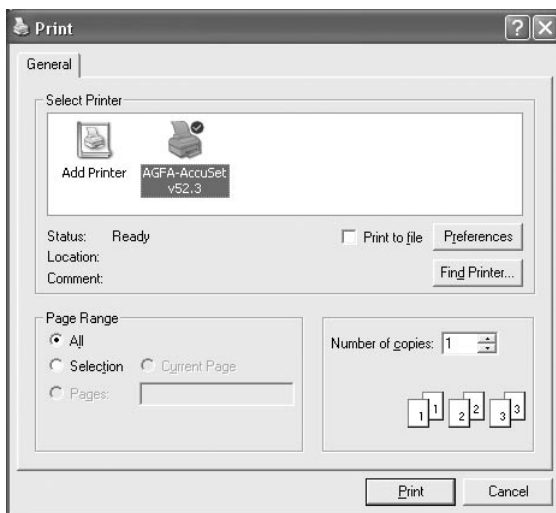 Print
General
Select Printer
Add Printer
AGFA-AccuSet
v52.3
Status: Ready
Location:
Comment:
Print to file
Preferences
Find Printer...
Page Range
All
Selection
Current Page
Pages:
Number of copies: 1
1 1 2 2 3 3
Print
Cancel